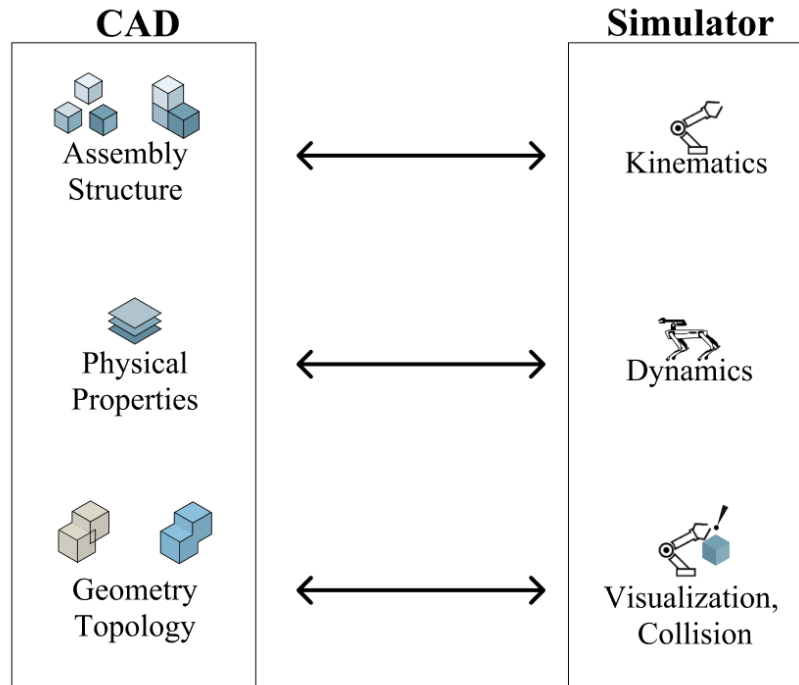 CAD
Simulator
Assembly
Structure
Kinematics
Physical
Properties
Dynamics
Geometry
Topology
Visualization,
Collision